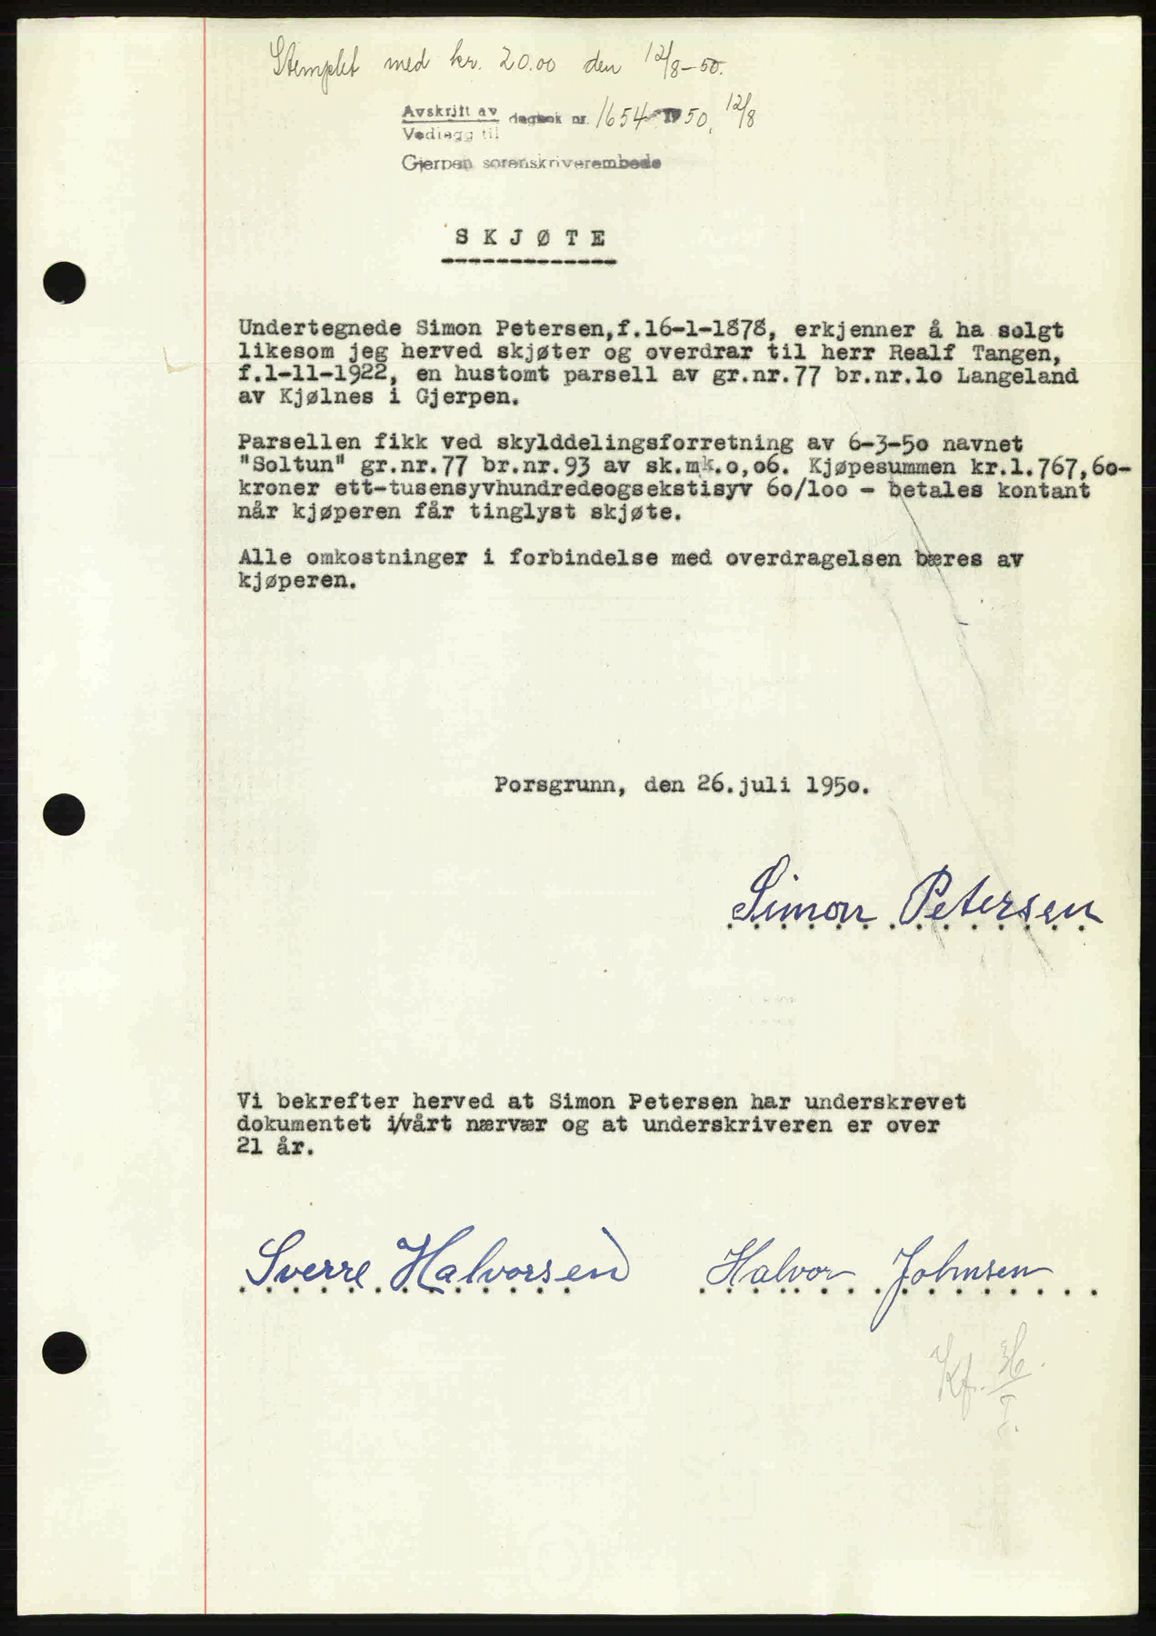 Stemplet med kr. 20.00 den 12/8-50.
Avskrift av
Vedlegg til
dagbok nr. 1654 - 1950, 12/8
Gjerpen sorenskriverembede
SKJØTE
Undertegnede Simon Petersen,f.16-1-1878, erkjenner å ha solgt
likesom jeg herved skjøter og overdrar til herr Realf Tangen,
f.1-11-1922, en hustomt parsell av gr.nr.77 br.nr.1o Langeland
av Kjølnes i Gjerpen.
Parsellen fikk ved skylddelingsforretning av 6-3-5o navnet
"Soltun" gr.nr.77 br.nr.93 av sk.mk.o,o6. Kjøpesummen kr.1.767,6o-
kroner ett-tusensyvhundredeogsekstisyv 6o/1oo - betales kontant
når kjøperen får tinglyst skjøte.
Alle omkostninger i forbindelse med overdragelsen bæres av
kjøperen.
Porsgrunn, den 26.juli 195o.
Simon Petersen
Vi bekrefter herved at Simon Petersen har underskrevet
dokumentet i/vårt nærvær og at underskriveren er over
21 år.
Sverre Halvorsen Halvor Johnsen
Kf.